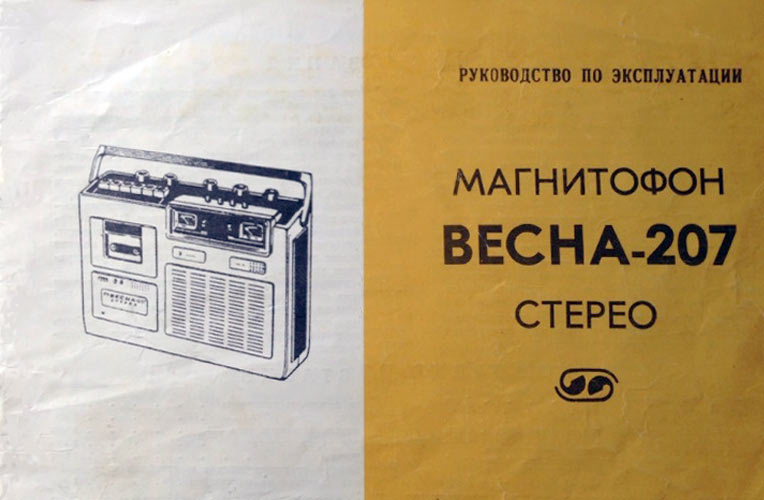 РУКОВОДСТВО ПО ЭКСПЛУАТАЦИИ
МАГНИТОФОН
ВЕСНА-207
СТЕРЕО